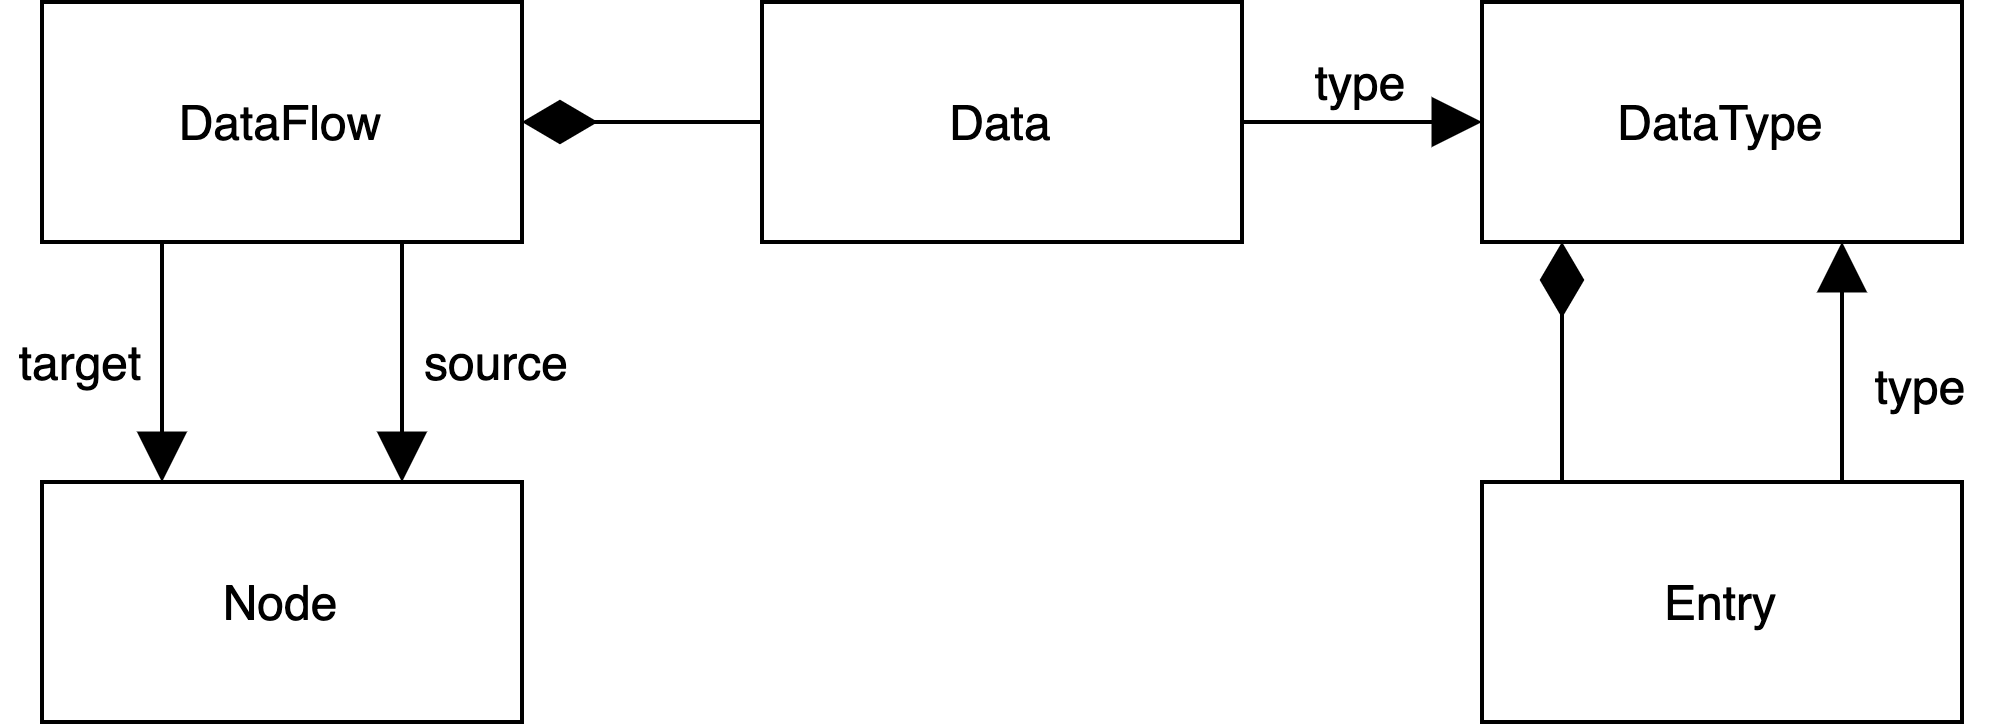 DataFlow
Data
type
DataType
target
source
type
Node
Entry